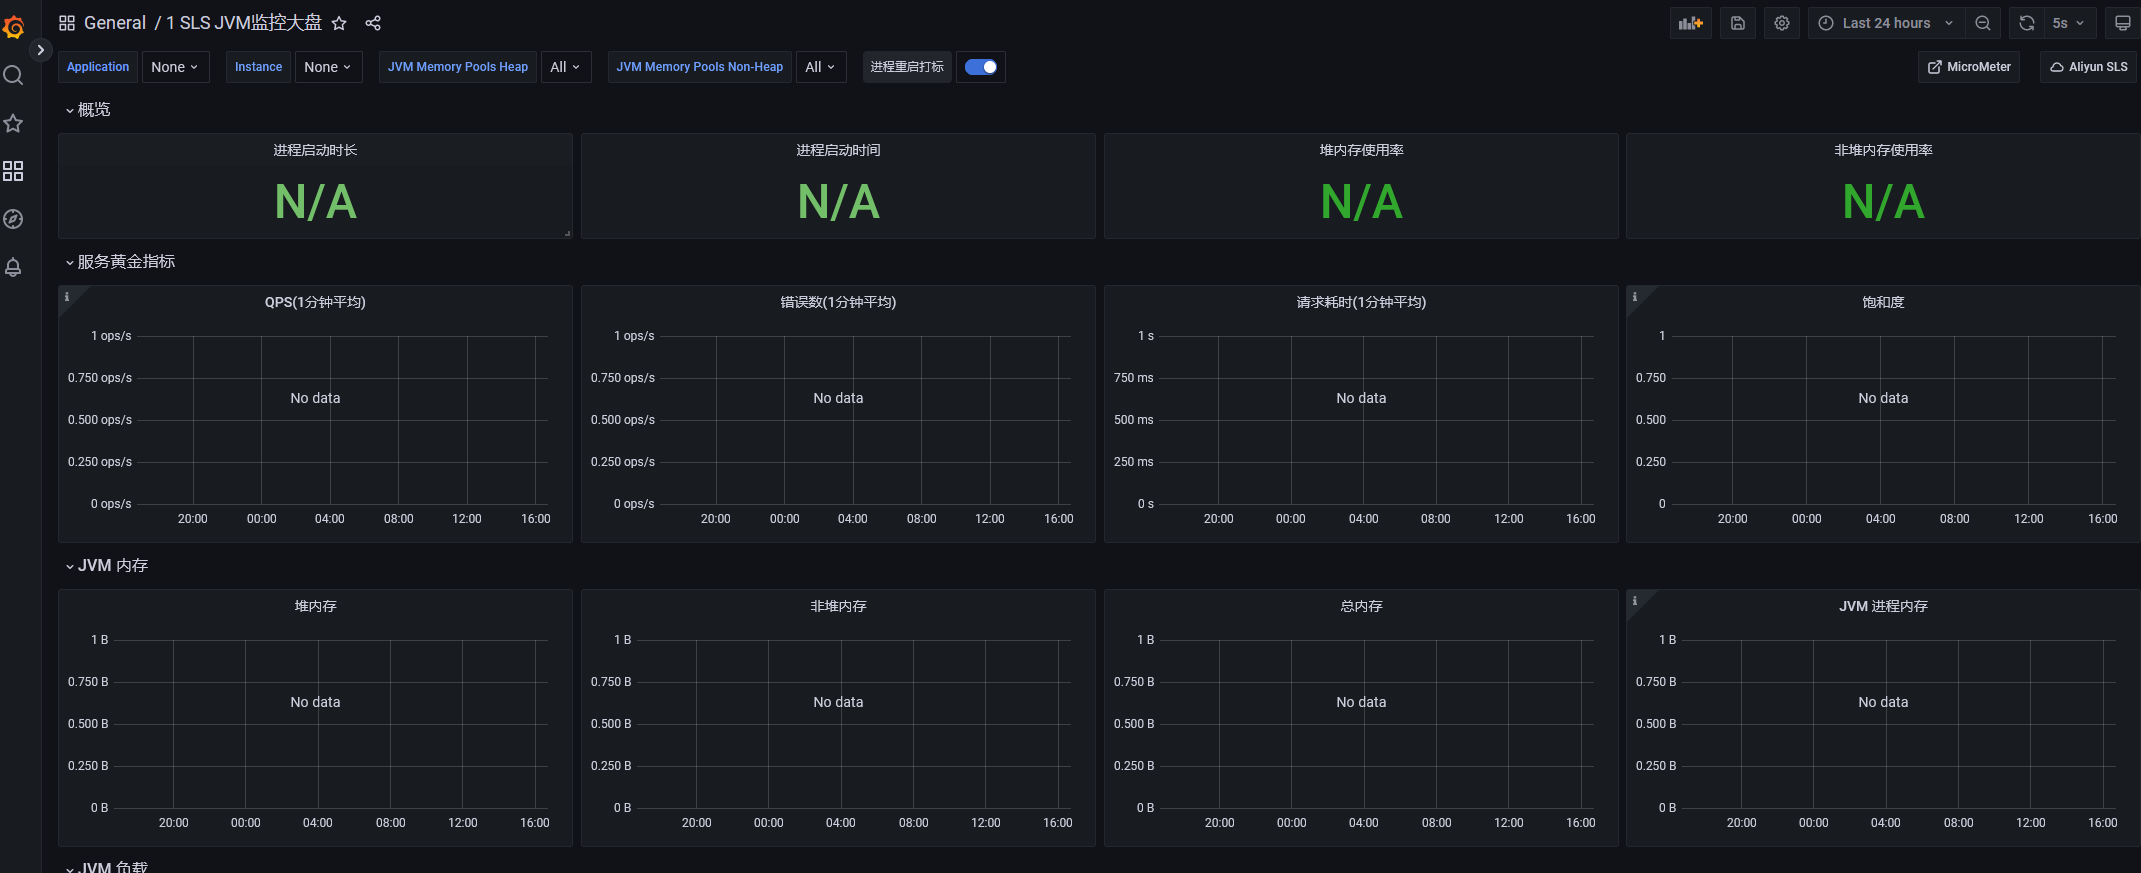 General / 1 SLS JVM监控大盘
Last 24 hours
5s
Application None Instance None JVM Memory Pools Heap All JVM Memory Pools Non-Heap All 进程重启打标
MicroMeter
Aliyun SLS
概览
进程启动时长
N/A
进程启动时间
N/A
堆内存使用率
N/A
非堆内存使用率
N/A
服务黄金指标
QPS(1分钟平均)
1 ops/s
0.750 ops/s
No data
0.500 ops/s
0.250 ops/s
0 ops/s
20:00 00:00 04:00 08:00 12:00 16:00
错误数(1分钟平均)
1 ops/s
0.750 ops/s
No data
0.500 ops/s
0.250 ops/s
0 ops/s
20:00 00:00 04:00 08:00 12:00 16:00
请求耗时(1分钟平均)
1 s
750 ms
No data
500 ms
250 ms
0 s
20:00 00:00 04:00 08:00 12:00 16:00
饱和度
1
0.750
No data
0.500
0.250
0
20:00 00:00 04:00 08:00 12:00 16:00
JVM 内存
堆内存
1 B
0.750 B
No data
0.500 B
0.250 B
0 B
20:00 00:00 04:00 08:00 12:00 16:00
非堆内存
1 B
0.750 B
No data
0.500 B
0.250 B
0 B
20:00 00:00 04:00 08:00 12:00 16:00
总内存
1 B
0.750 B
No data
0.500 B
0.250 B
0 B
20:00 00:00 04:00 08:00 12:00 16:00
JVM 进程内存
1 B
0.750 B
No data
0.500 B
0.250 B
0 B
20:00 00:00 04:00 08:00 12:00 16:00
JVM 负载